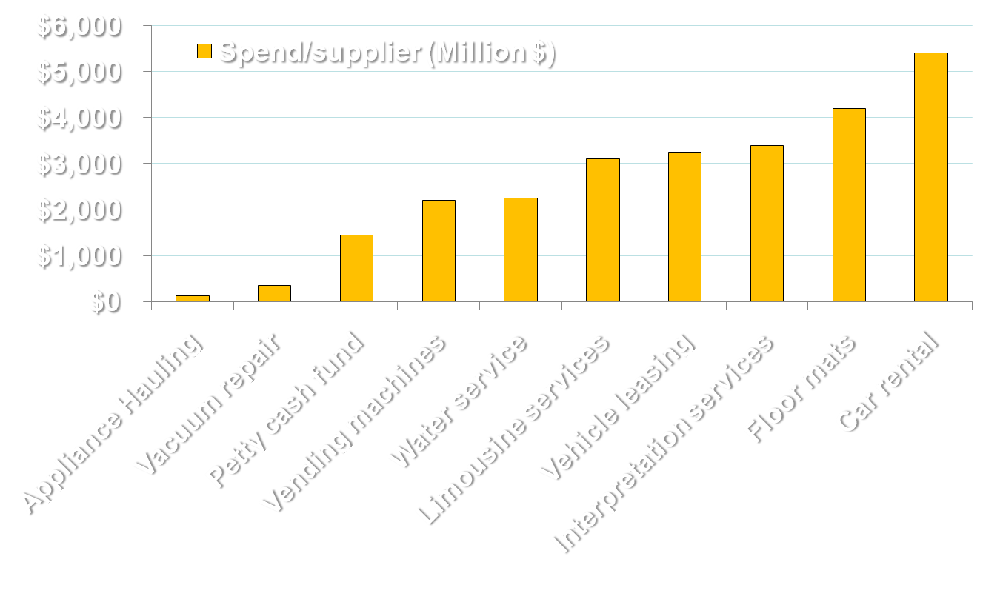 $6,000
Spend/supplier (Million $)
$5,000
$4,000
$3,000
$2,000
$1,000
$0
Appliance Hauling
Vacuum repair
Petty cash fund
Vending machines
Water service
Limousine services
Vehicle leasing
Interpretation services
Floor mats
Car rental